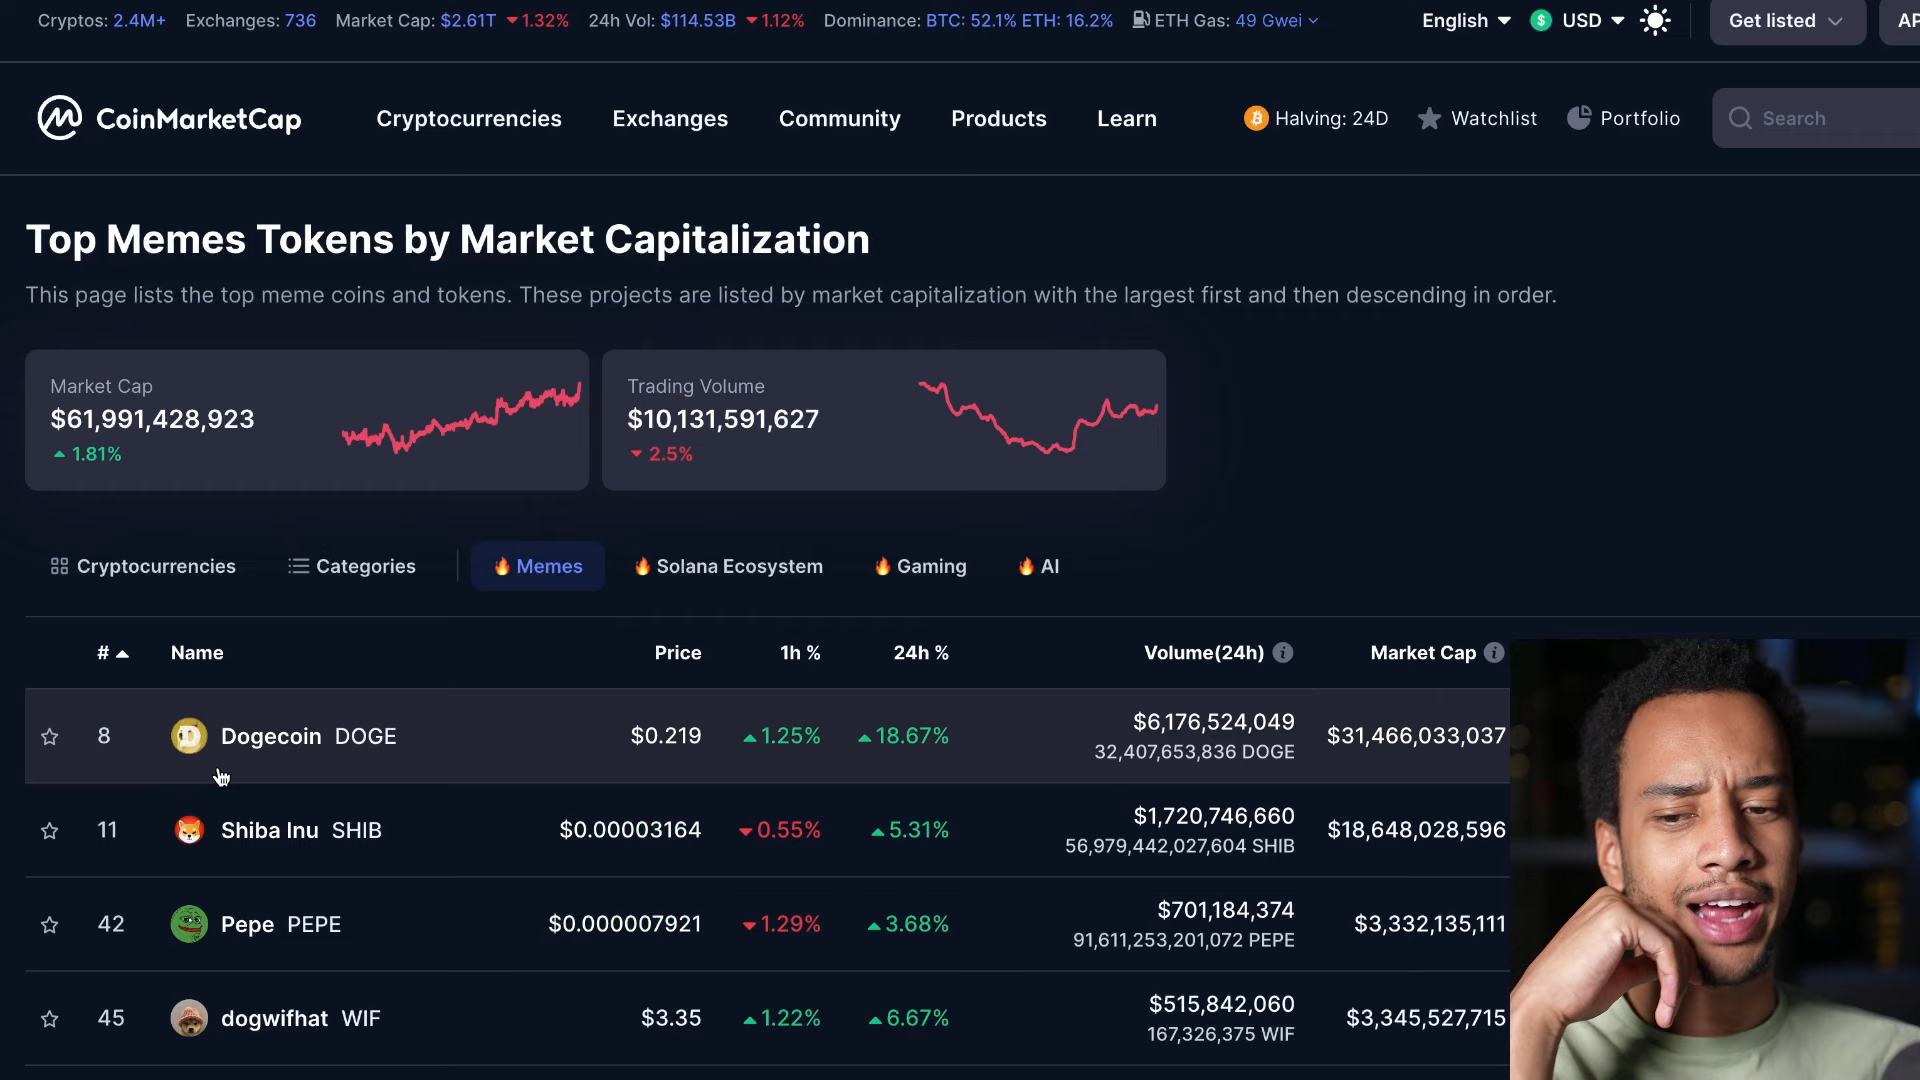 Cryptos: 2.4M+ Exchanges: 736 Market Cap: $2.61T 1.32% 24h Vol: $114.53B 1.12% Dominance: BTC: 52.1% ETH: 16.2% ETH Gas: 49 Gwei English USD Get listed
CoinMarketCap Cryptocurrencies Exchanges Community Products Learn Halving: 24D Watchlist Portfolio Search
Top Memes Tokens by Market Capitalization
This page lists the top meme coins and tokens. These projects are listed by market capitalization with the largest first and then descending in order.
Market Cap
$61,991,428,923
1.81%
Trading Volume
$10,131,591,627
2.5%
Cryptocurrencies Categories Memes Solana Ecosystem Gaming AI
# Name Price 1h % 24h % Volume(24h) Market Cap
8 Dogecoin DOGE $0.219 1.25% 18.67% $6,176,524,049 $31,466,033,037
32,407,653,836 DOGE
11 Shiba Inu SHIB $0.00003164 0.55% 5.31% $1,720,746,660 $18,648,028,596
56,979,442,027,604 SHIB
42 Pepe PEPE $0.000007921 1.29% 3.68% $701,184,374 $3,332,135,111
91,611,253,201,072 PEPE
45 dogwifhat WIF $3.35 1.22% 6.67% $515,842,060 $3,345,527,715
167,326,375 WIF